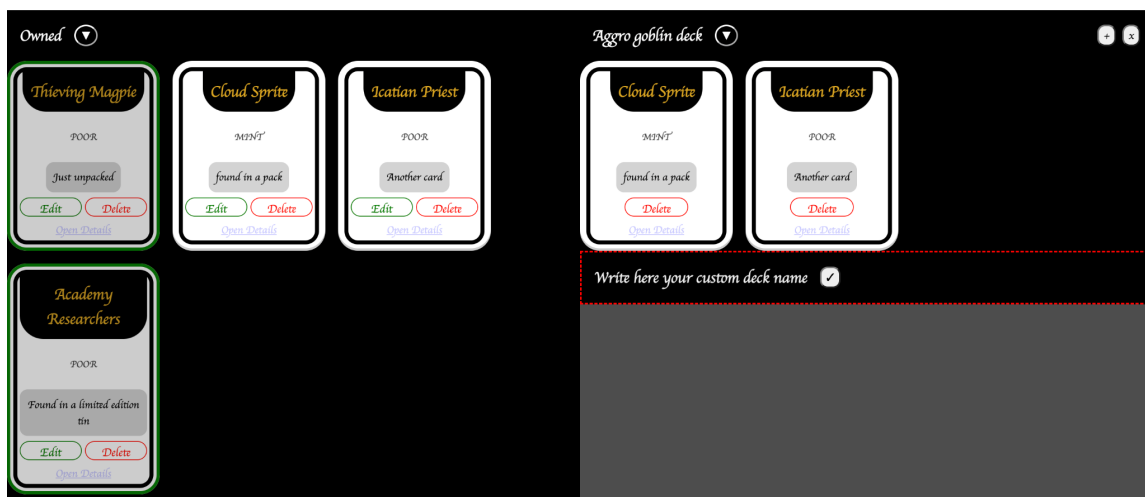 Owned ▼
Thieving Magpie
POOR
Just unpacked
Edit Delete
Open Details
Cloud Sprite
MINT
found in a pack
Edit Delete
Open Details
Icatian Priest
POOR
Another card
Edit Delete
Open Details
Academy
Researchers
POOR
Found in a limited edition
tin
Edit Delete
Open Details
Aggro goblin deck ▼
+ x
Cloud Sprite
MINT
found in a pack
Delete
Open Details
Icatian Priest
POOR
Another card
Delete
Open Details
Write here your custom deck name ✓